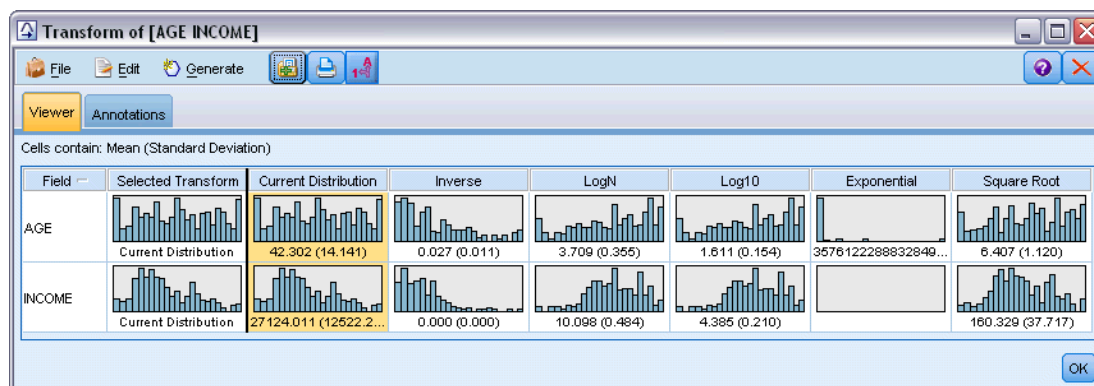 Transform of [AGE INCOME]
File Edit Generate
Viewer Annotations
Cells contain: Mean (Standard Deviation)
Field Selected Transform Current Distribution Inverse LogN Log10 Exponential Square Root
AGE
Current Distribution 42.302 (14.141) 0.027 (0.011) 3.709 (0.355) 1.611 (0.154) 3576122288832849... 6.407 (1.120)
INCOME
Current Distribution 27124.011 (12522.2... 0.000 (0.000) 10.098 (0.484) 4.385 (0.210) 160.329 (37.717)
OK